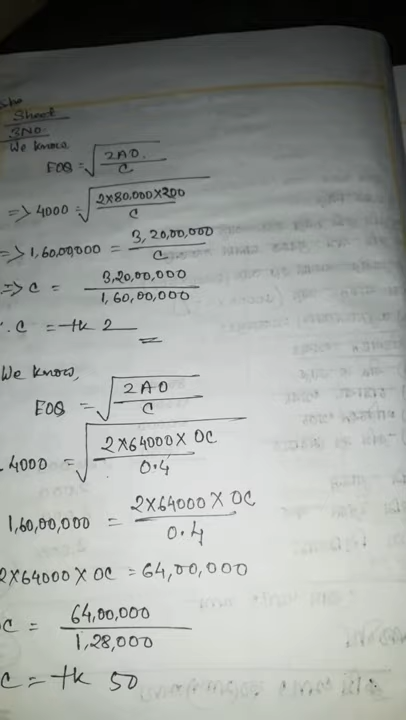 Sheet
3NO.
We know,
EOQ = √2AO. / C
=> 4000 = √2×80,000×200 / C
=> 1,60,00,000 = 3,20,00,000 / C
=> C = 3,20,00,000 / 1,60,00,000
∴ C = tk 2
We know,
EOQ = √2AO / C
4000 = √2×64000×OC / 0.4
1,60,00,000 = 2×64000×OC / 0.4
2×64000×OC = 64,00,000
C = 64,00,000 / 1,28,000
C = tk 50